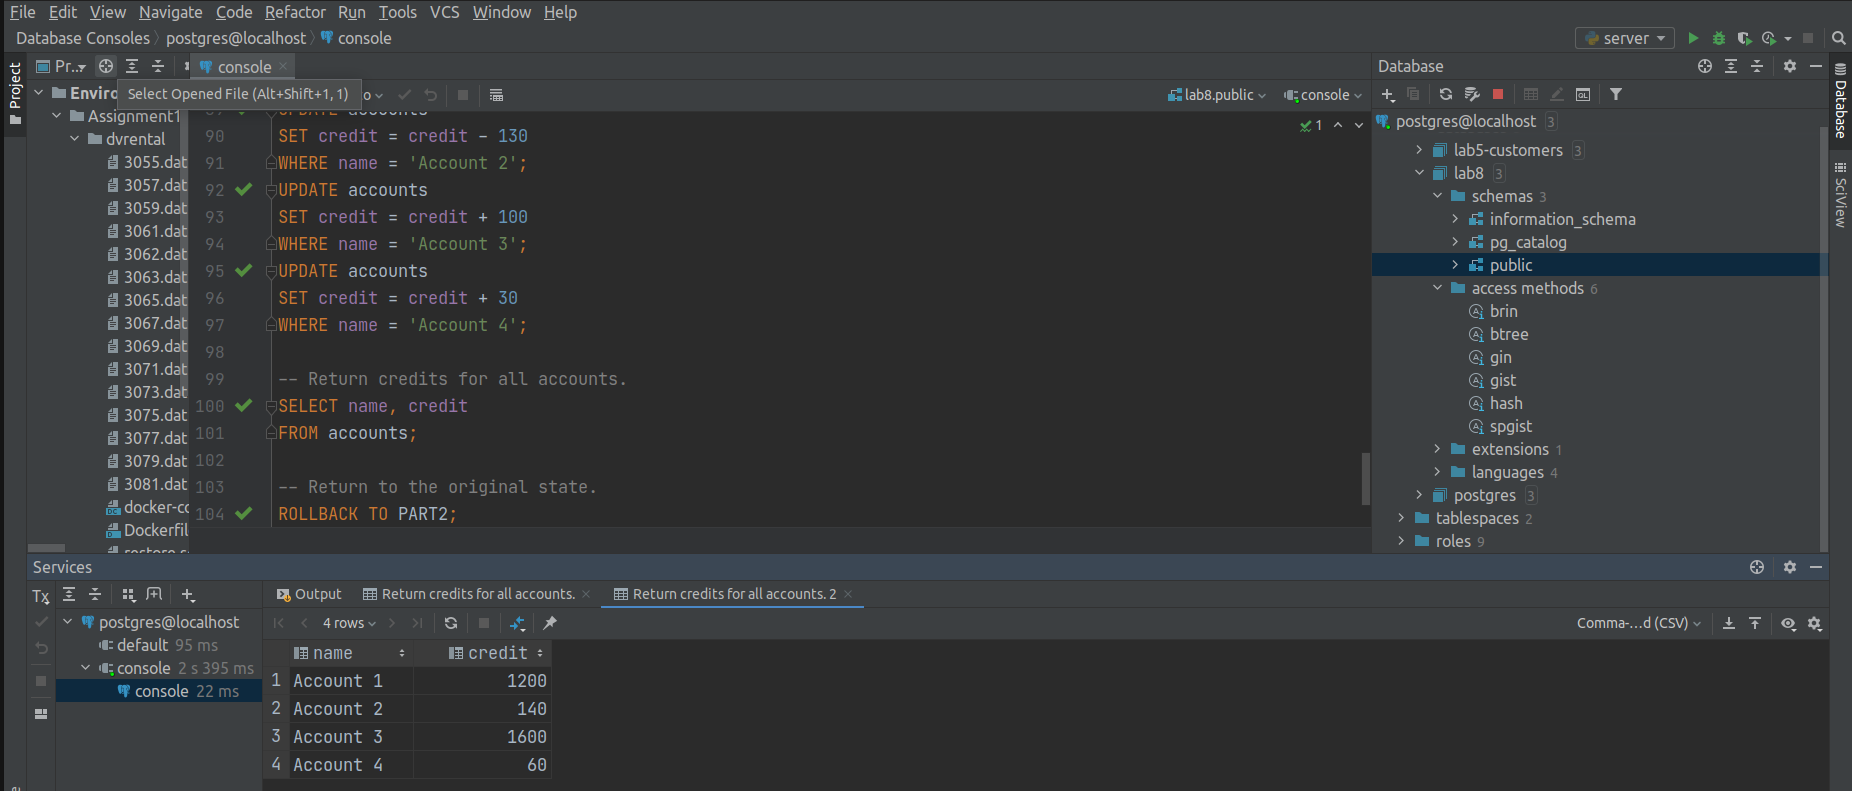 File Edit View Navigate Code Refactor Run Tools VCS Window Help
Database Consoles postgres@localhost console
server
Project
Pr...
console
Database
Select Opened File (Alt+Shift+1, 1)
lab8.public console
1
Enviro
Assignment1
dvrental
3055.dat
3057.dat
3059.dat
3061.dat
3062.dat
3063.dat
3065.dat
3067.dat
3069.dat
3071.dat
3073.dat
3075.dat
3077.dat
3079.dat
3081.dat
docker-co
Dockerfil
UPDATE accounts
90 SET credit = credit - 130
91 WHERE name = 'Account 2';
92 UPDATE accounts
93 SET credit = credit + 100
94 WHERE name = 'Account 3';
95 UPDATE accounts
96 SET credit = credit + 30
97 WHERE name = 'Account 4';
98
99 -- Return credits for all accounts.
100 SELECT name, credit
101 FROM accounts;
102
103 -- Return to the original state.
104 ROLLBACK TO PART2;
postgres@localhost 3
lab5-customers 3
lab8 3
schemas 3
information_schema
pg_catalog
public
access methods 6
brin
btree
gin
gist
hash
spgist
extensions 1
languages 4
postgres 3
tablespaces 2
roles 9
Database
SciView
Services
Tx
postgres@localhost
default 95 ms
console 2 s 395 ms
console 22 ms
Output Return credits for all accounts. Return credits for all accounts. 2
4 rows
Comma-...d (CSV)
name credit
1 Account 1 1200
2 Account 2 140
3 Account 3 1600
4 Account 4 60